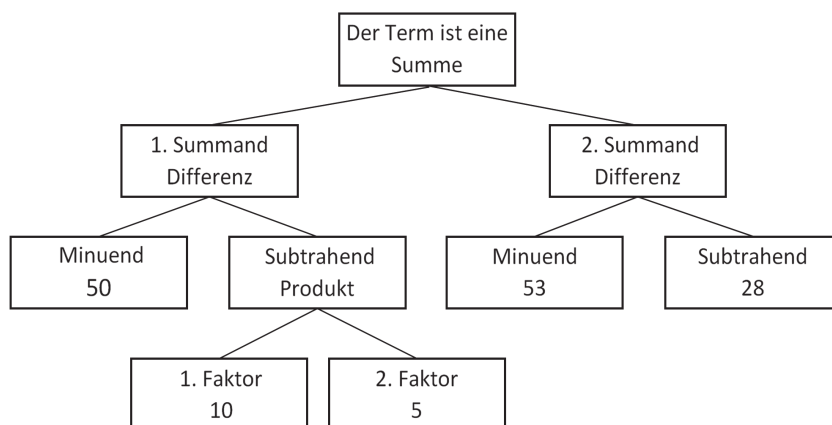 Der Term ist eine
Summe
1. Summand
Differenz
2. Summand
Differenz
Minuend
50
Subtrahend
Produkt
Minuend
53
Subtrahend
28
1. Faktor
10
2. Faktor
5